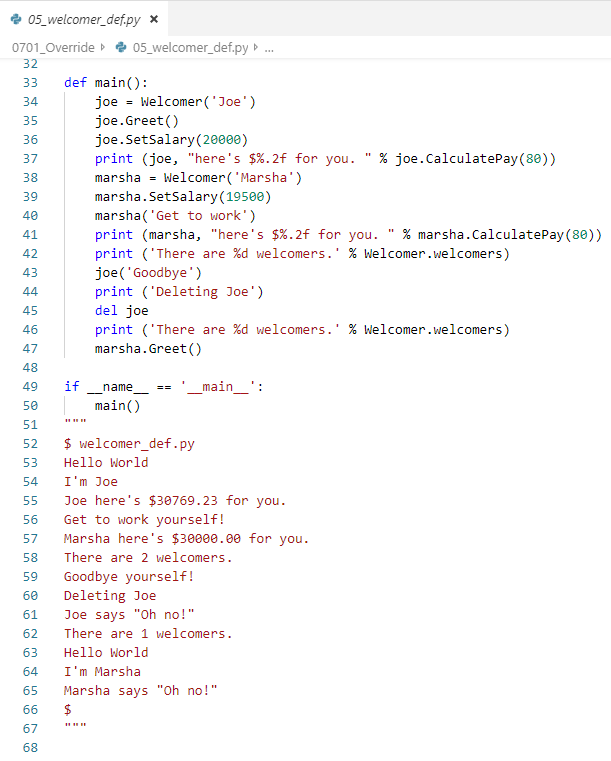 05_welcomer_def.py ×
0701_Override 05_welcomer_def.py ...
32
33 def main():
34     joe = Welcomer('Joe')
35     joe.Greet()
36     joe.SetSalary(20000)
37     print (joe, "here's $%.2f for you. " % joe.CalculatePay(80))
38     marsha = Welcomer('Marsha')
39     marsha.SetSalary(19500)
40     marsha('Get to work')
41     print (marsha, "here's $%.2f for you. " % marsha.CalculatePay(80))
42     print ('There are %d welcomers.' % Welcomer.welcomers)
43     joe('Goodbye')
44     print ('Deleting Joe')
45     del joe
46     print ('There are %d welcomers.' % Welcomer.welcomers)
47     marsha.Greet()
48
49 if __name__ == '__main__':
50     main()
51 """
52 $ welcomer_def.py
53 Hello World
54 I'm Joe
55 Joe here's $30769.23 for you.
56 Get to work yourself!
57 Marsha here's $30000.00 for you.
58 There are 2 welcomers.
59 Goodbye yourself!
60 Deleting Joe
61 Joe says "Oh no!"
62 There are 1 welcomers.
63 Hello World
64 I'm Marsha
65 Marsha says "Oh no!"
66 $
67 """
68